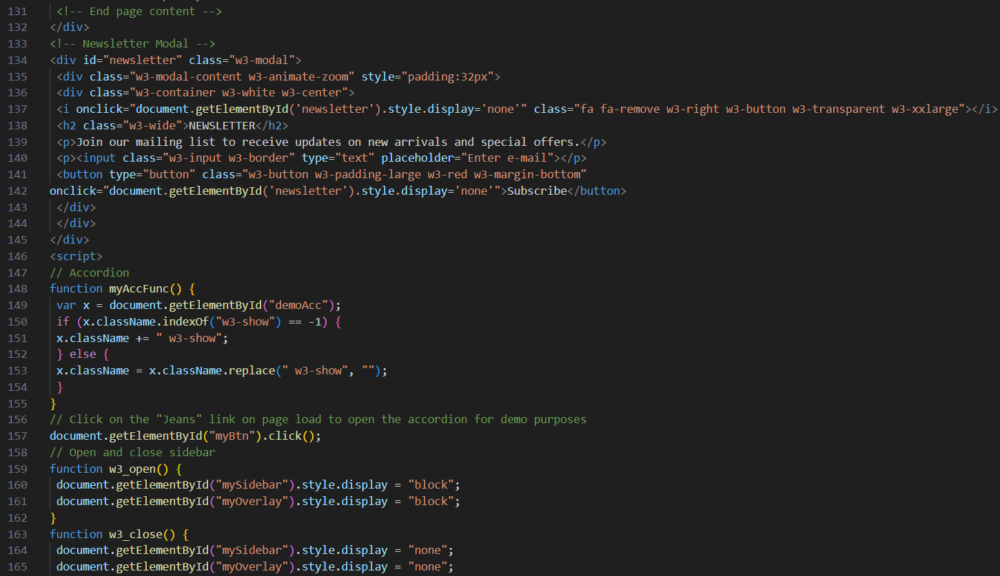 131 <!-- End page content -->
132 </div>
133 <!-- Newsletter Modal -->
134 <div id="newsletter" class="w3-modal">
135 <div class="w3-modal-content w3-animate-zoom" style="padding:32px">
136 <div class="w3-container w3-white w3-center">
137 <i onclick="document.getElementById('newsletter').style.display='none'" class="fa fa-remove w3-right w3-button w3-transparent w3-xxlarge"></i>
138 <h2 class="w3-wide">NEWSLETTER</h2>
139 <p>Join our mailing list to receive updates on new arrivals and special offers.</p>
140 <p><input class="w3-input w3-border" type="text" placeholder="Enter e-mail"></p>
141 <button type="button" class="w3-button w3-padding-large w3-red w3-margin-bottom"
142 onclick="document.getElementById('newsletter').style.display='none'">Subscribe</button>
143 </div>
144 </div>
145 </div>
146 <script>
147 // Accordion
148 function myAccFunc() {
149 var x = document.getElementById("demoAcc");
150 if (x.className.indexOf("w3-show") == -1) {
151 x.className += " w3-show";
152 } else {
153 x.className = x.className.replace(" w3-show", "");
154 }
155 }
156 // Click on the "Jeans" link on page load to open the accordion for demo purposes
157 document.getElementById("myBtn").click();
158 // Open and close sidebar
159 function w3_open() {
160 document.getElementById("mySidebar").style.display = "block";
161 document.getElementById("myOverlay").style.display = "block";
162 }
163 function w3_close() {
164 document.getElementById("mySidebar").style.display = "none";
165 document.getElementById("myOverlay").style.display = "none";